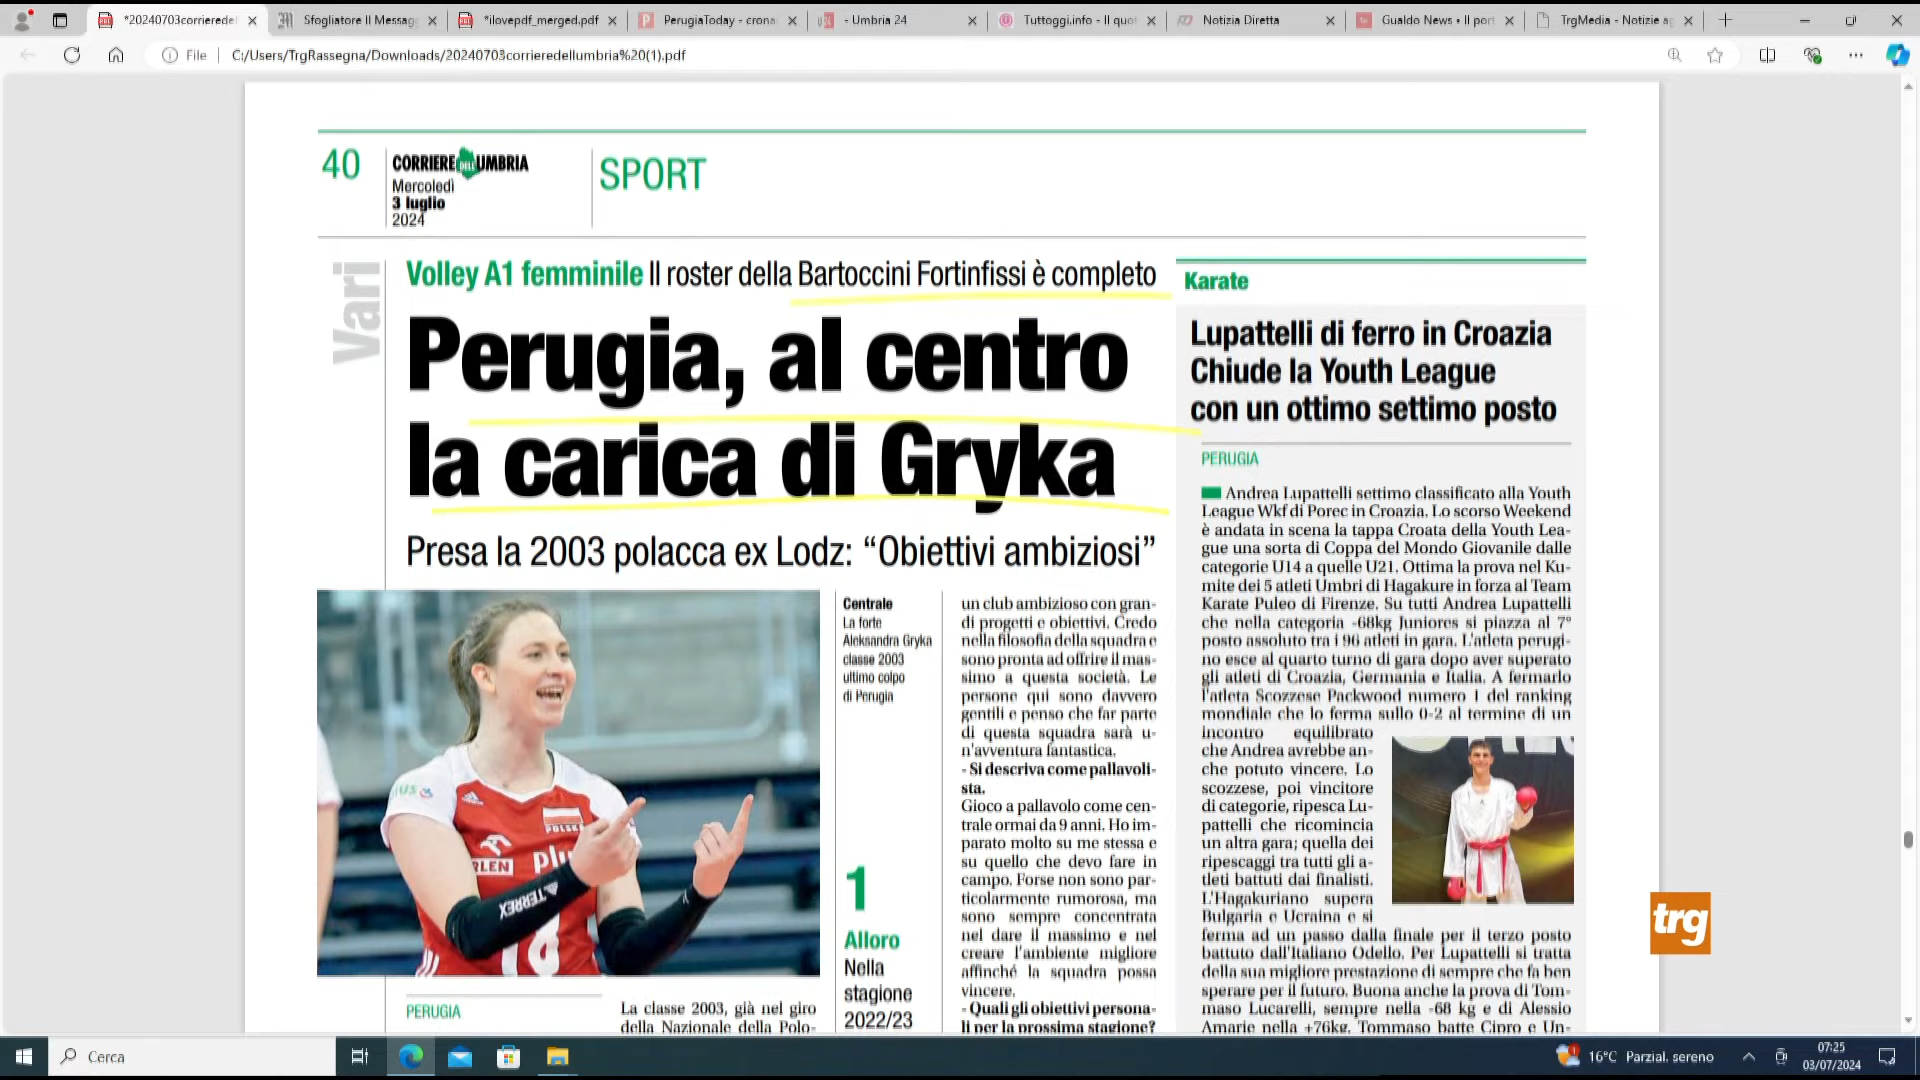 *20240703corrieredel
Sfogliatore Il Messag
*ilovepdf_merged.pdf
PerugiaToday - crona
- Umbria 24
Tuttoggi.info - Il quot
Notizia Diretta
Gualdo News • Il port
TrgMedia - Notizie ag
File
C:/Users/TrgRassegna/Downloads/20240703corrieredellumbria%20(1).pdf
40
CORRIERE DELL'UMBRIA
Mercoledì
3 luglio
2024
SPORT
Vari
Volley A1 femminile Il roster della Bartoccini Fortinfissi è completo
Perugia, al centro
la carica di Gryka
Presa la 2003 polacca ex Lodz: “Obiettivi ambiziosi”
POLSKA
ORLEN
plu
TERREX
Centrale
La forte
Aleksandra Gryka
classe 2003
ultimo colpo
di Perugia
1
Alloro
Nella
stagione
2022/23
PERUGIA
La classe 2003, già nel giro
della Nazionale della Polo-
un club ambizioso con gran-
di progetti e obiettivi. Credo
nella filosofia della squadra e
sono pronta ad offrire il mas-
simo a questa società. Le
persone qui sono davvero
gentili e penso che far parte
di questa squadra sarà u-
n'avventura fantastica.
- Si descriva come pallavoli-
sta.
Gioco a pallavolo come cen-
trale ormai da 9 anni. Ho im-
parato molto su me stessa e
su quello che devo fare in
campo. Forse non sono par-
ticolarmente rumorosa, ma
sono sempre concentrata
nel dare il massimo e nel
creare l'ambiente migliore
affinché la squadra possa
vincere.
- Quali gli obiettivi persona-
li per la prossima stagione?
Karate
Lupattelli di ferro in Croazia
Chiude la Youth League
con un ottimo settimo posto
PERUGIA
Andrea Lupattelli settimo classificato alla Youth
League Wkf di Porec in Croazia. Lo scorso Weekend
è andata in scena la tappa Croata della Youth Lea-
gue una sorta di Coppa del Mondo Giovanile dalle
categorie U14 a quelle U21. Ottima la prova nel Ku-
mite dei 5 atleti Umbri di Hagakure in forza al Team
Karate Puleo di Firenze. Su tutti Andrea Lupattelli
che nella categoria -68kg Juniores si piazza al 7°
posto assoluto tra i 96 atleti in gara. L'atleta perugi-
no esce al quarto turno di gara dopo aver superato
gli atleti di Croazia, Germania e Italia. A fermarlo
l'atleta Scozzese Packwood numero 1 del ranking
mondiale che lo ferma sullo 0-2 al termine di un
incontro equilibrato
che Andrea avrebbe an-
che potuto vincere. Lo
scozzese, poi vincitore
di categorie, ripesca Lu-
pattelli che ricomincia
un altra gara; quella dei
ripescaggi tra tutti gli a-
tleti battuti dai finalisti.
L'Hagakuriano supera
Bulgaria e Ucraina e si
ferma ad un passo dalla finale per il terzo posto
battuto dall'Italiano Odello. Per Lupattelli si tratta
della sua migliore prestazione di sempre che fa ben
sperare per il futuro. Buona anche la prova di Tom-
maso Lucarelli, sempre nella -68 kg e di Alessio
Amarie nella +76kg. Tommaso batte Cipro e Un-
trg
Cerca
16°C Parzial. sereno
07:25
03/07/2024